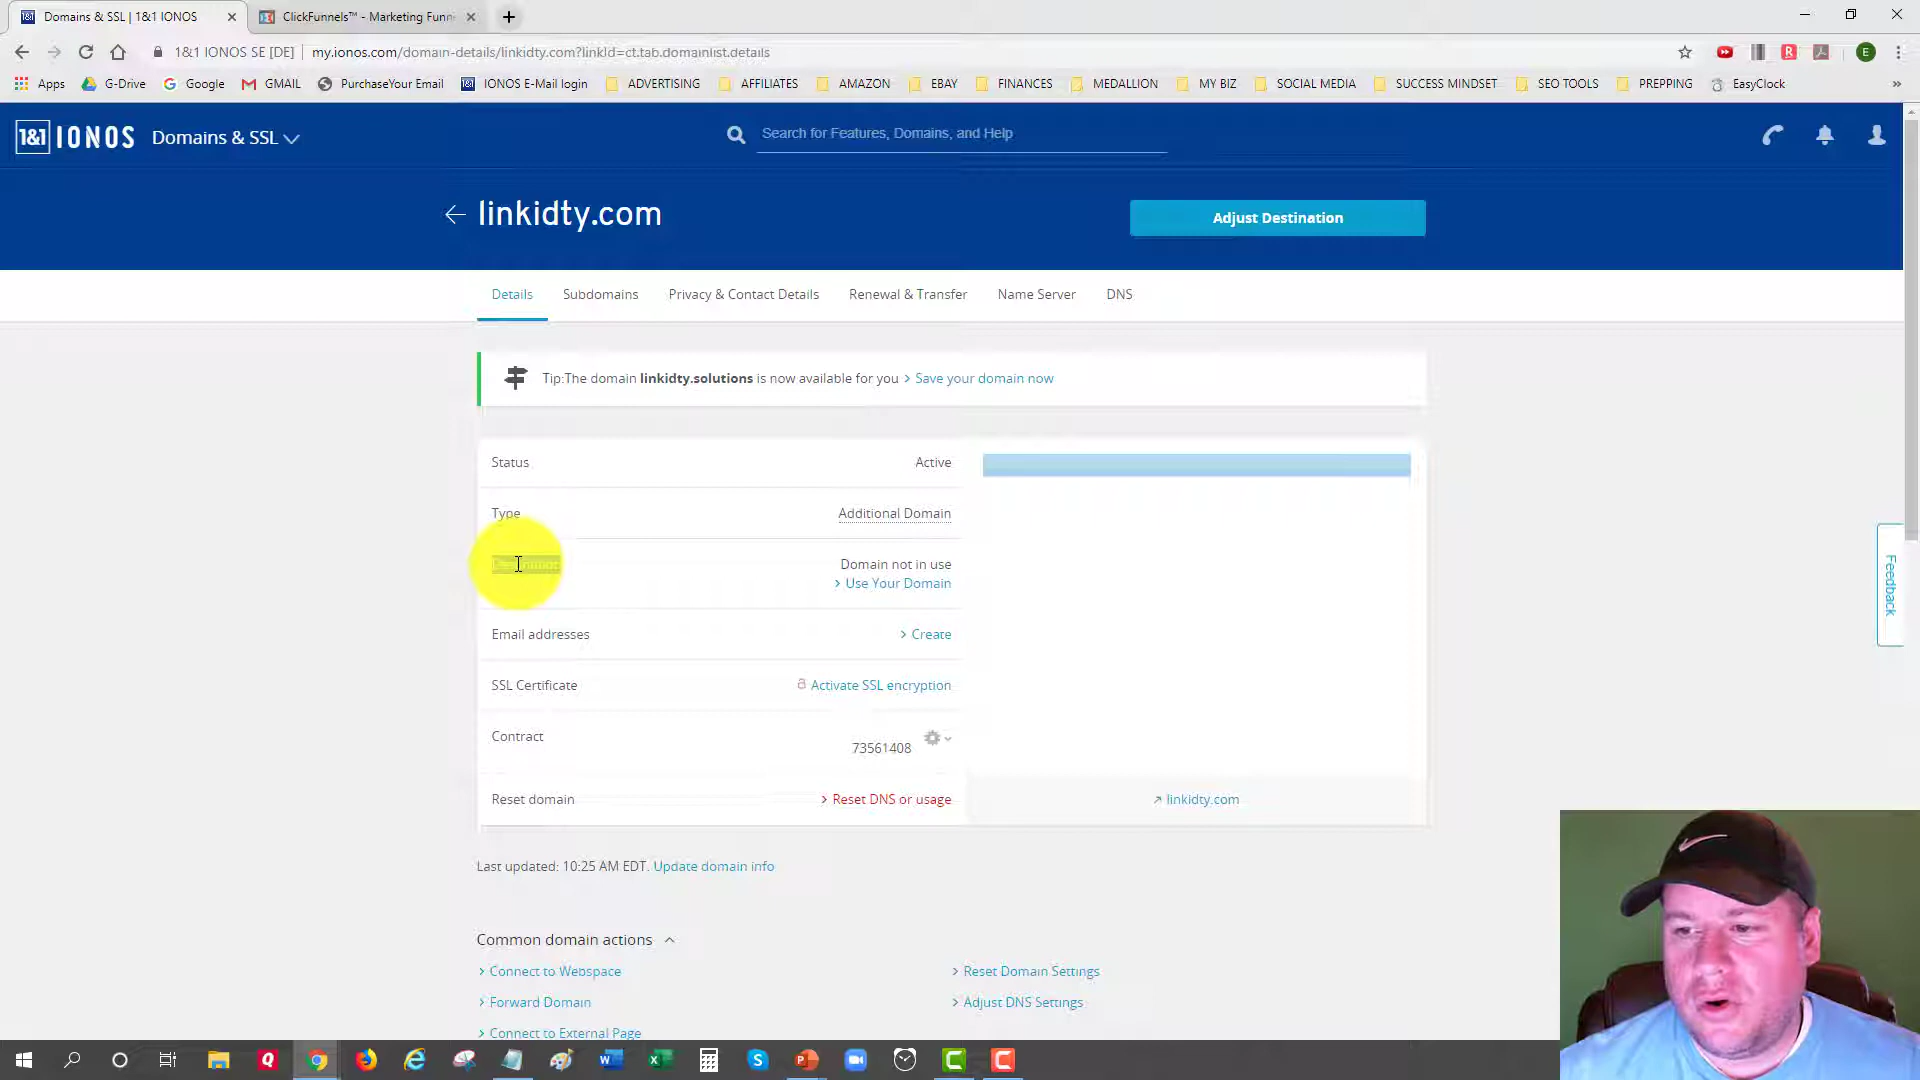 Domains & SSL | 1&1 IONOS
ClickFunnels™ - Marketing Funn
1&1 IONOS SE [DE]
my.ionos.com/domain-details/linkidty.com?linkId=ct.tab.domainlist.details
Apps G-Drive Google GMAIL PurchaseYour Email IONOS E-Mail login ADVERTISING AFFILIATES AMAZON EBAY FINANCES MEDALLION MY BIZ SOCIAL MEDIA SUCCESS MINDSET SEO TOOLS PREPPING EasyClock
1&1 IONOS Domains & SSL
Search for Features, Domains, and Help
linkidty.com
Adjust Destination
Details Subdomains Privacy & Contact Details Renewal & Transfer Name Server DNS
Tip:The domain linkidty.solutions is now available for you Save your domain now
Status Active
Type Additional Domain
Destination Domain not in use
Use Your Domain
Email addresses Create
SSL Certificate Activate SSL encryption
Contract 73561408
Reset domain Reset DNS or usage
linkidty.com
Feedback
Last updated: 10:25 AM EDT. Update domain info
Common domain actions
Connect to Webspace
Reset Domain Settings
Forward Domain
Adjust DNS Settings
Connect to External Page